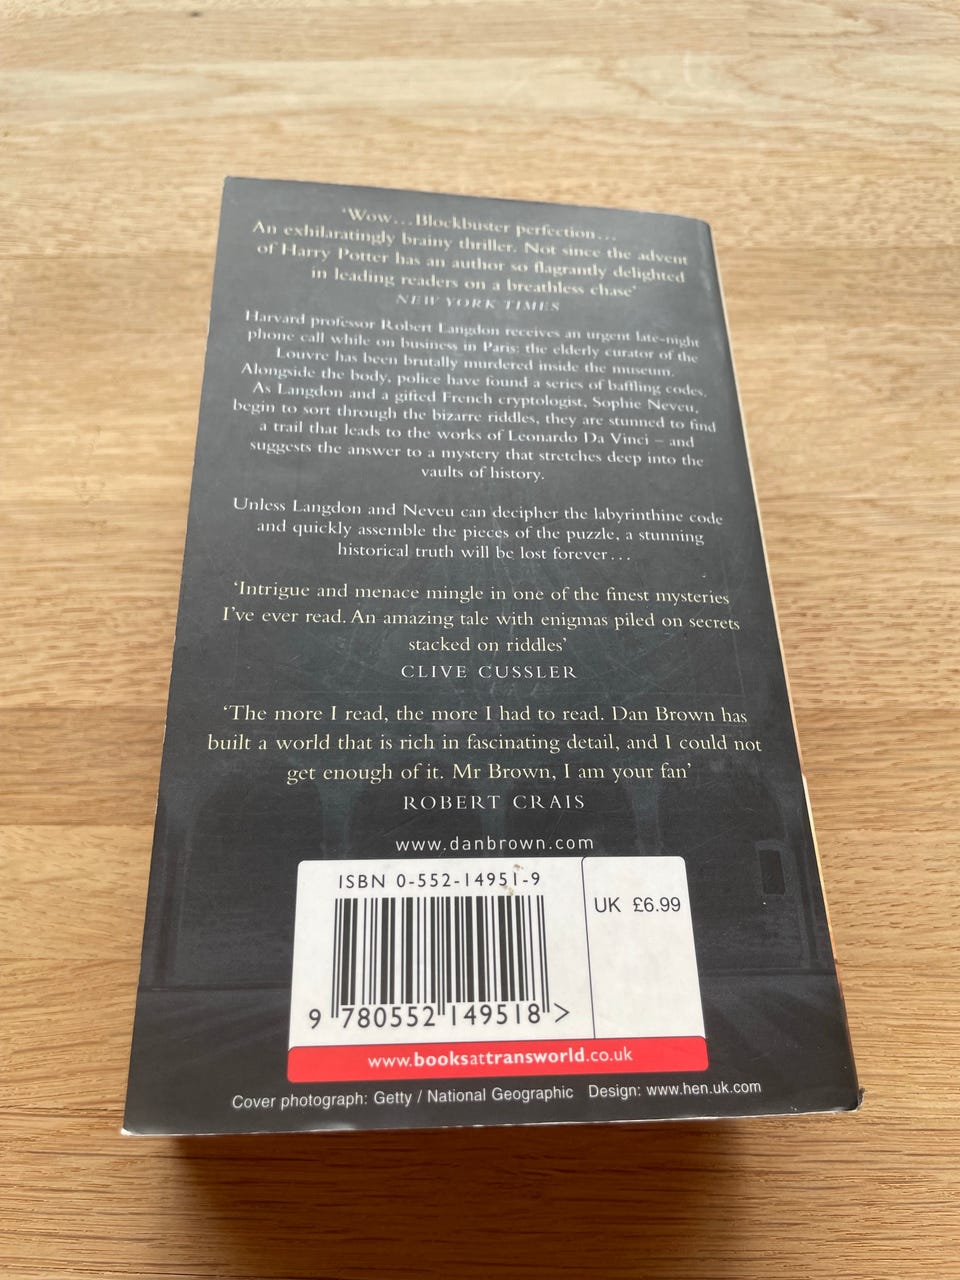 ‘Wow...Blockbuster perfection...
An exhilaratingly brainy thriller. Not since the advent
of Harry Potter has an author so flagrantly delighted
in leading readers on a breathless chase’
NEW YORK TIMES
Harvard professor Robert Langdon receives an urgent late-night
phone call while on business in Paris: the elderly curator of the
Louvre has been brutally murdered inside the museum.
Alongside the body, police have found a series of baffling codes.
As Langdon and a gifted French cryptologist, Sophie Neveu,
begin to sort through the bizarre riddles, they are stunned to find
a trail that leads to the works of Leonardo Da Vinci – and
suggests the answer to a mystery that stretches deep into the
vaults of history.
Unless Langdon and Neveu can decipher the labyrinthine code
and quickly assemble the pieces of the puzzle, a stunning
historical truth will be lost forever...
‘Intrigue and menace mingle in one of the finest mysteries
I’ve ever read. An amazing tale with enigmas piled on secrets
stacked on riddles’
CLIVE CUSSLER
‘The more I read, the more I had to read. Dan Brown has
built a world that is rich in fascinating detail, and I could not
get enough of it. Mr Brown, I am your fan’
ROBERT CRAIS
www.danbrown.com
ISBN 0-552-14951-9
UK £6.99
9 780552 149518 >
www.booksattransworld.co.uk
Cover photograph: Getty / National Geographic Design: www.hen.uk.com